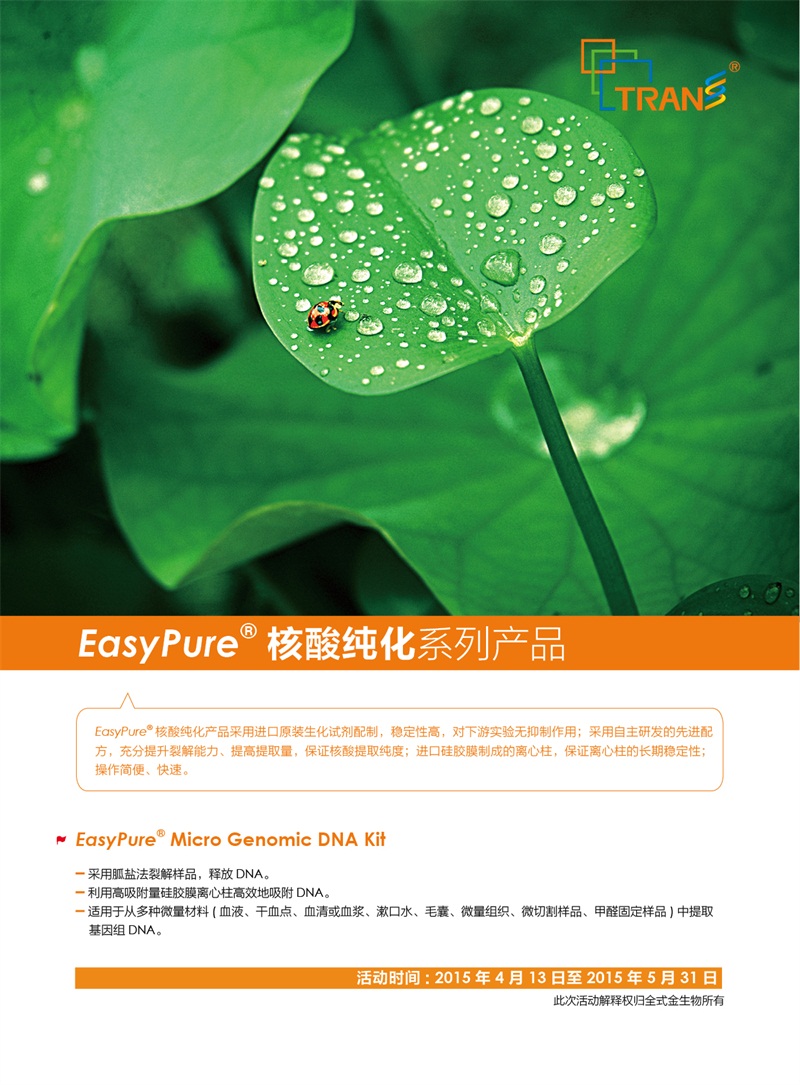 TRANS®
EasyPure® 核酸纯化系列产品
EasyPure® 核酸纯化产品采用进口原装生化试剂配制，稳定性高，对下游实验无抑制作用；采用自主研发的先进配
方，充分提升裂解能力、提高提取量，保证核酸提取纯度；进口硅胶膜制成的离心柱，保证离心柱的长期稳定性；
操作简便、快速。
EasyPure® Micro Genomic DNA Kit
– 采用胍盐法裂解样品，释放 DNA。
– 利用高吸附量硅胶膜离心柱高效地吸附 DNA。
– 适用于从多种微量材料 ( 血液、干血点、血清或血浆、漱口水、毛囊、微量组织、微切割样品、甲醛固定样品 ) 中提取
基因组 DNA。
活动时间 : 2015 年 4 月 13 日至 2015 年 5 月 31 日
此次活动解释权归全式金生物所有